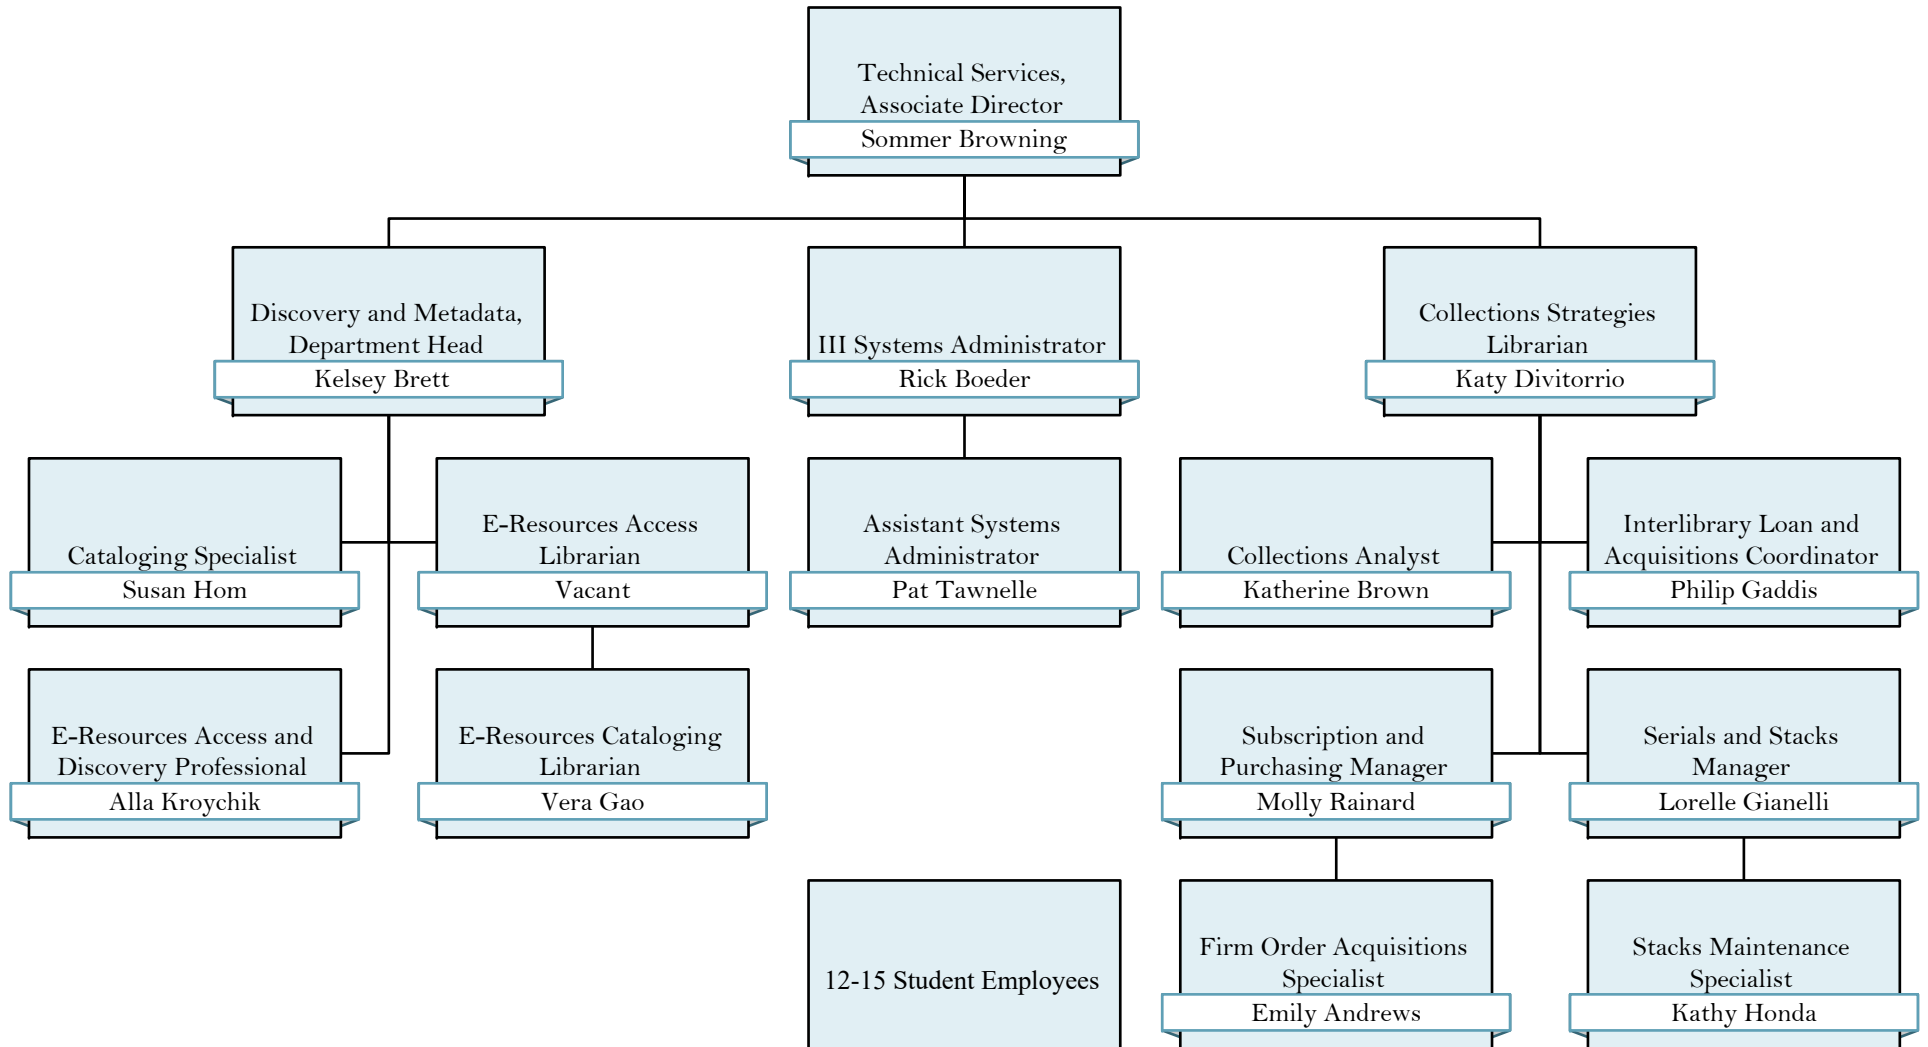 Technical Services,
Associate Director
Sommer Browning
Discovery and Metadata,
Department Head
Kelsey Brett
III Systems Administrator
Rick Boeder
Collections Strategies
Librarian
Katy Divitorrio
Cataloging Specialist
Susan Hom
E-Resources Access
Librarian
Vacant
Assistant Systems
Administrator
Pat Tawnelle
Collections Analyst
Katherine Brown
Interlibrary Loan and
Acquisitions Coordinator
Philip Gaddis
E-Resources Access and
Discovery Professional
Alla Kroychik
E-Resources Cataloging
Librarian
Vera Gao
Subscription and
Purchasing Manager
Molly Rainard
Serials and Stacks
Manager
Lorelle Gianelli
12-15 Student Employees
Firm Order Acquisitions
Specialist
Emily Andrews
Stacks Maintenance
Specialist
Kathy Honda